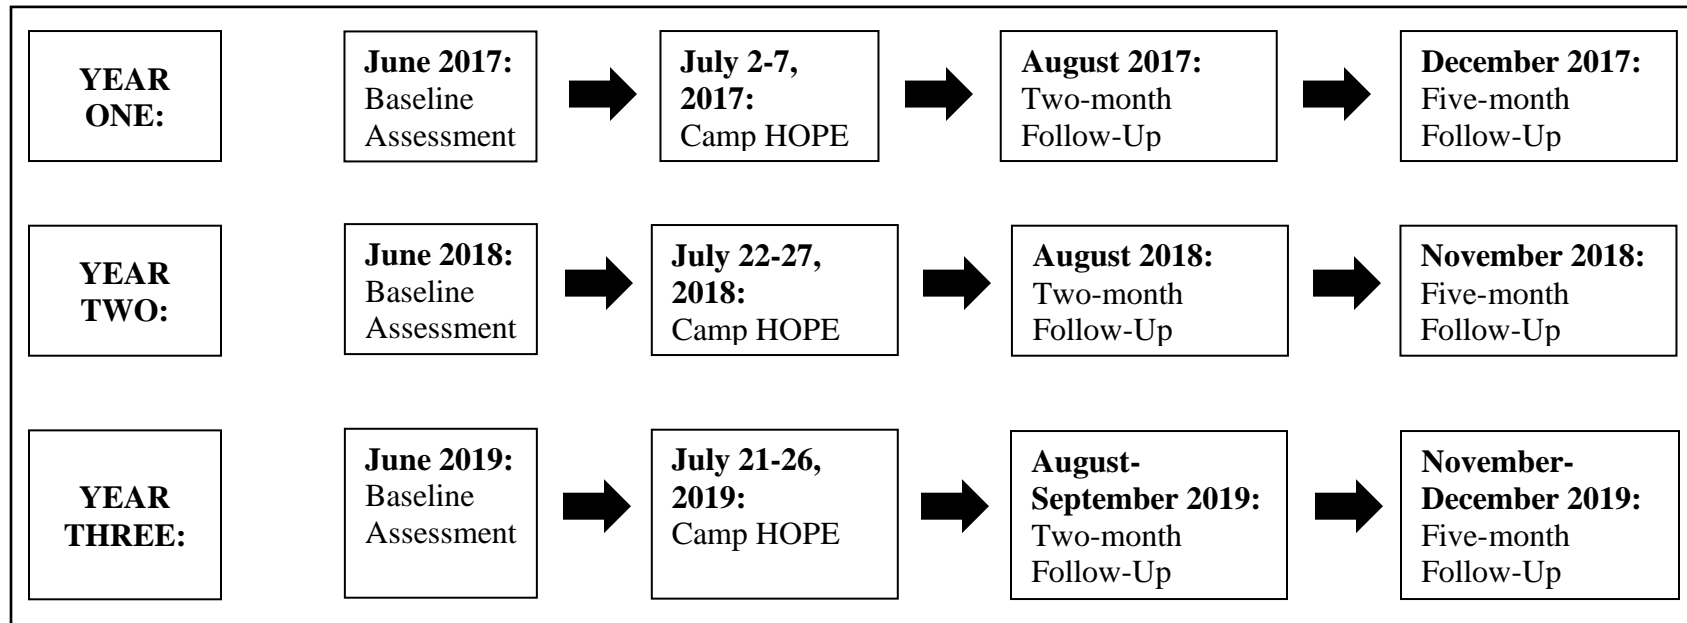 YEAR
ONE:
June 2017:
Baseline
Assessment
July 2-7,
2017:
Camp HOPE
August 2017:
Two-month
Follow-Up
December 2017:
Five-month
Follow-Up
YEAR
TWO:
June 2018:
Baseline
Assessment
July 22-27,
2018:
Camp HOPE
August 2018:
Two-month
Follow-Up
November 2018:
Five-month
Follow-Up
YEAR
THREE:
June 2019:
Baseline
Assessment
July 21-26,
2019:
Camp HOPE
August-
September 2019:
Two-month
Follow-Up
November-
December 2019:
Five-month
Follow-Up